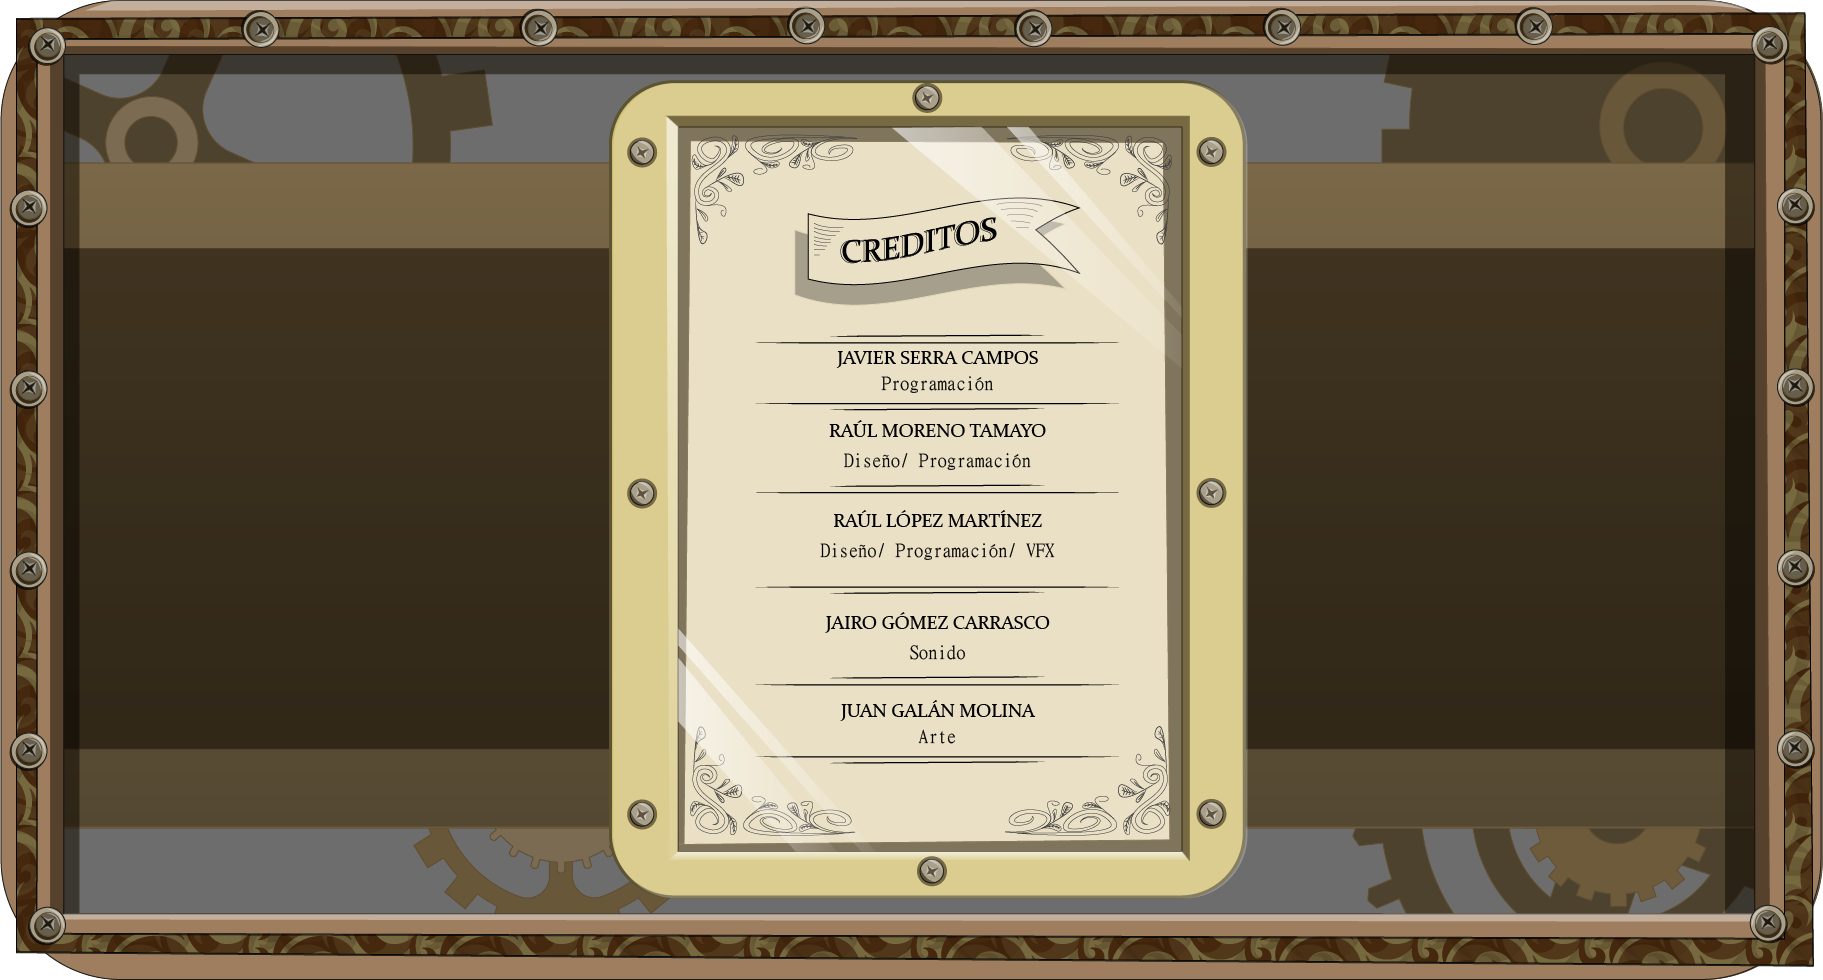 CREDITOS
JAVIER SERRA CAMPOS
Programación
RAÚL MORENO TAMAYO
Diseño/ Programación
RAÚL LÓPEZ MARTÍNEZ
Diseño/ Programación/ VFX
JAIRO GÓMEZ CARRASCO
Sonido
JUAN GALÁN MOLINA
Arte